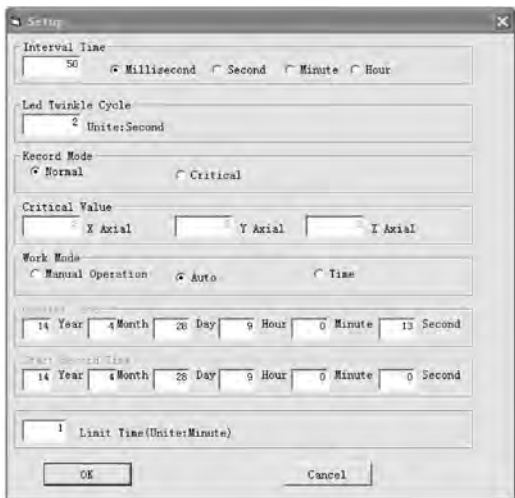 Setup
Interval Time
50 Millisecond Second Minute Hour
Led Twinkle Cycle
2 Unite:Second
Record Mode
Normal Critical
Critical Value
X Axial Y Axial Z Axial
Work Mode
Manual Operation Auto Time
14 Year 4 Month 28 Day 9 Hour 0 Minute 13 Second
Start Record Time
14 Year 4 Month 28 Day 9 Hour 0 Minute 0 Second
1 Limit Time(Unite:Minute)
OK Cancel